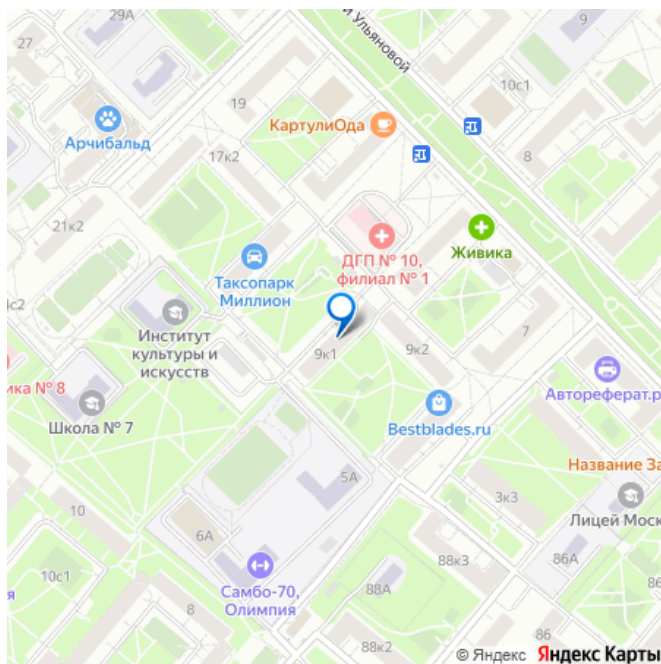 29А
27
9
й Ульяновой
10с1
19
КартулиОда
Арчибальд
17к2
8
21к2
ДГП № 10,
филиал № 1
Живика
Таксопарк
Миллион
4с2
Институт
культуры и
искусств
7
9к1
9к2
ика № 8
Школа № 7
Автореферат.р
Bestblades.ru
Название За
5А
3к3
Лицей Моск
10
6А
88к3
86А
10с1
Самбо-70,
Олимпия
88А
я
8
86
88к2
© Яндекс Яндекс Карты